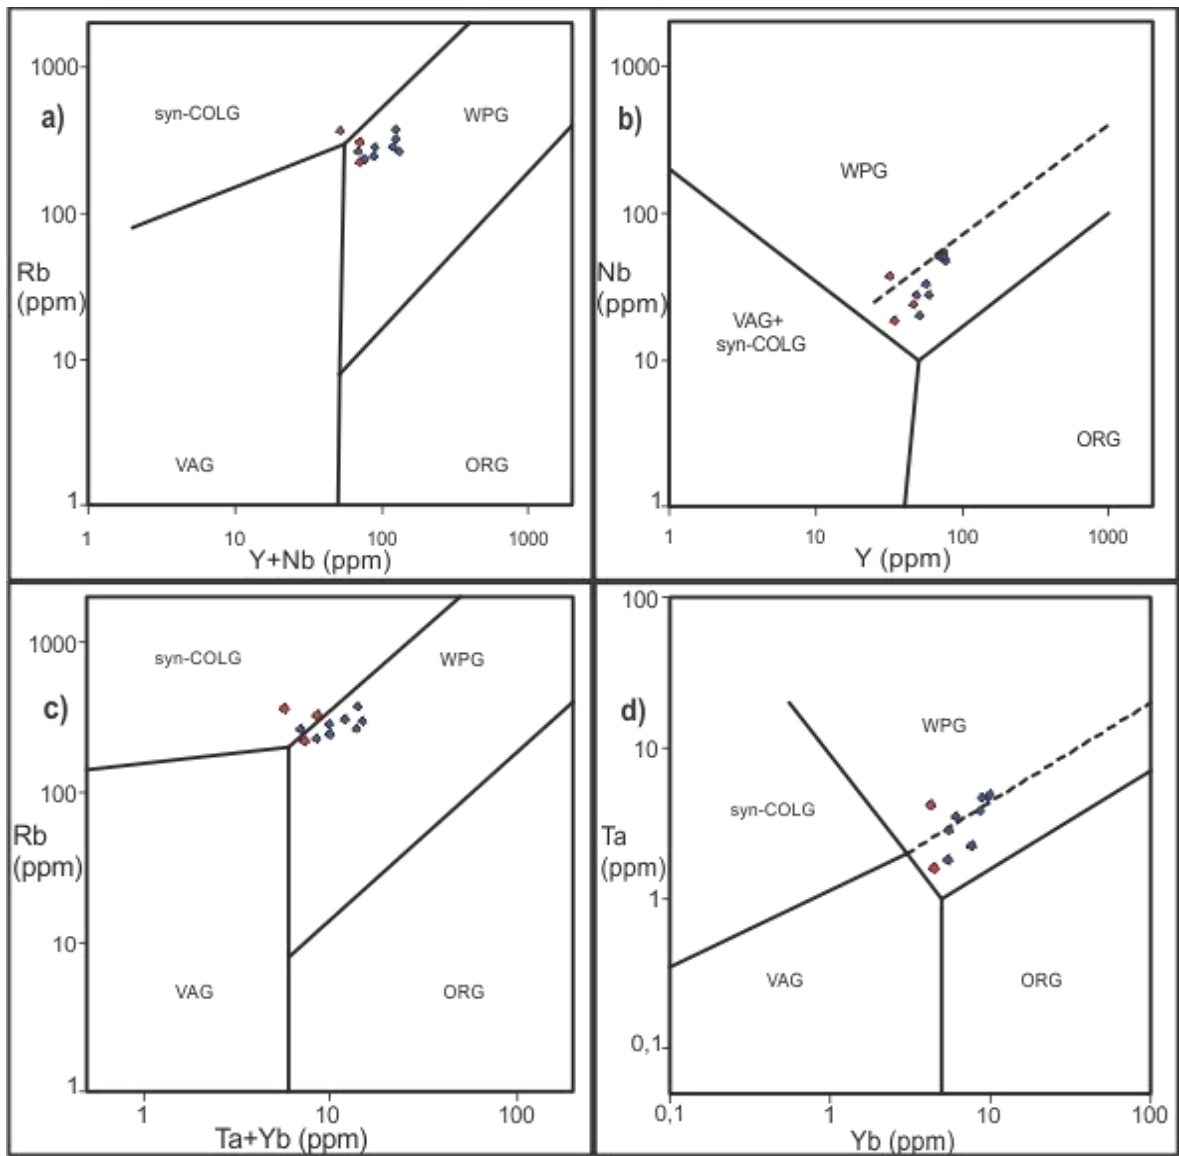 1000
a)
syn-COLG
WPG
100
Rb
(ppm)
10
VAG
ORG
1
1
10
100
1000
Y+Nb (ppm)
1000
b)
WPG
100
Nb
(ppm)
VAG+
syn-COLG
10
ORG
1
1
10
100
1000
Y (ppm)
1000
syn-COLG
WPG
c)
100
Rb
(ppm)
10
VAG
ORG
1
1
10
100
Ta+Yb (ppm)
100
d)
WPG
10
syn-COLG
Ta
(ppm)
1
VAG
ORG
0,1
0,1
1
10
100
Yb (ppm)